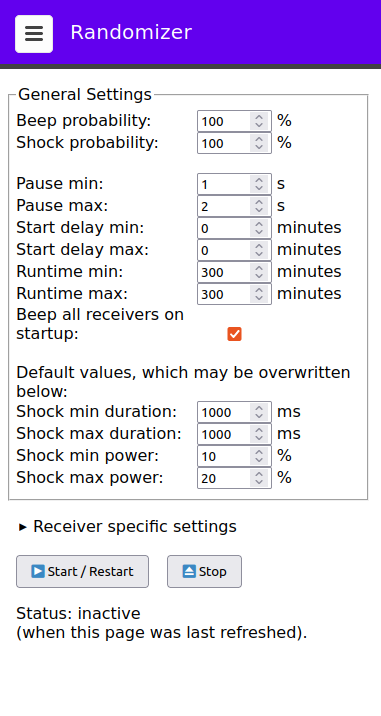 Randomizer
General Settings
Beep probability: 100 %
Shock probability: 100 %
Pause min: 1 s
Pause max: 2 s
Start delay min: 0 minutes
Start delay max: 0 minutes
Runtime min: 300 minutes
Runtime max: 300 minutes
Beep all receivers on
startup:
Default values, which may be overwritten
below:
Shock min duration: 1000 ms
Shock max duration: 1000 ms
Shock min power: 10 %
Shock max power: 20 %
Receiver specific settings
Start / Restart Stop
Status: inactive
(when this page was last refreshed).